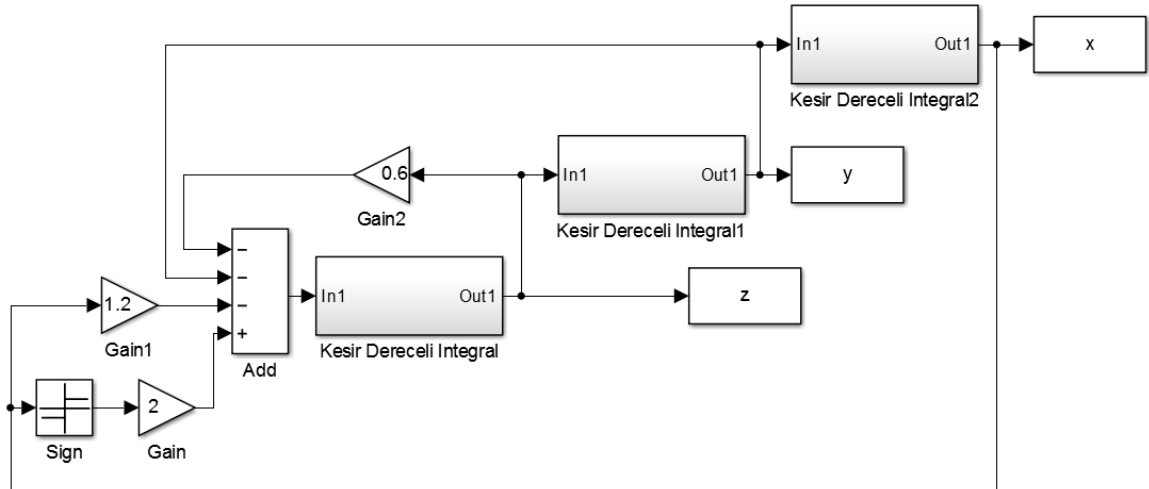 In1 Out1
x
Kesir Dereceli Integral2
0.6
In1 Out1
y
Gain2
Kesir Dereceli Integral1
−
−
−
+
1.2
In1 Out1
z
Gain1
Add
Kesir Dereceli Integral
2
Sign
Gain